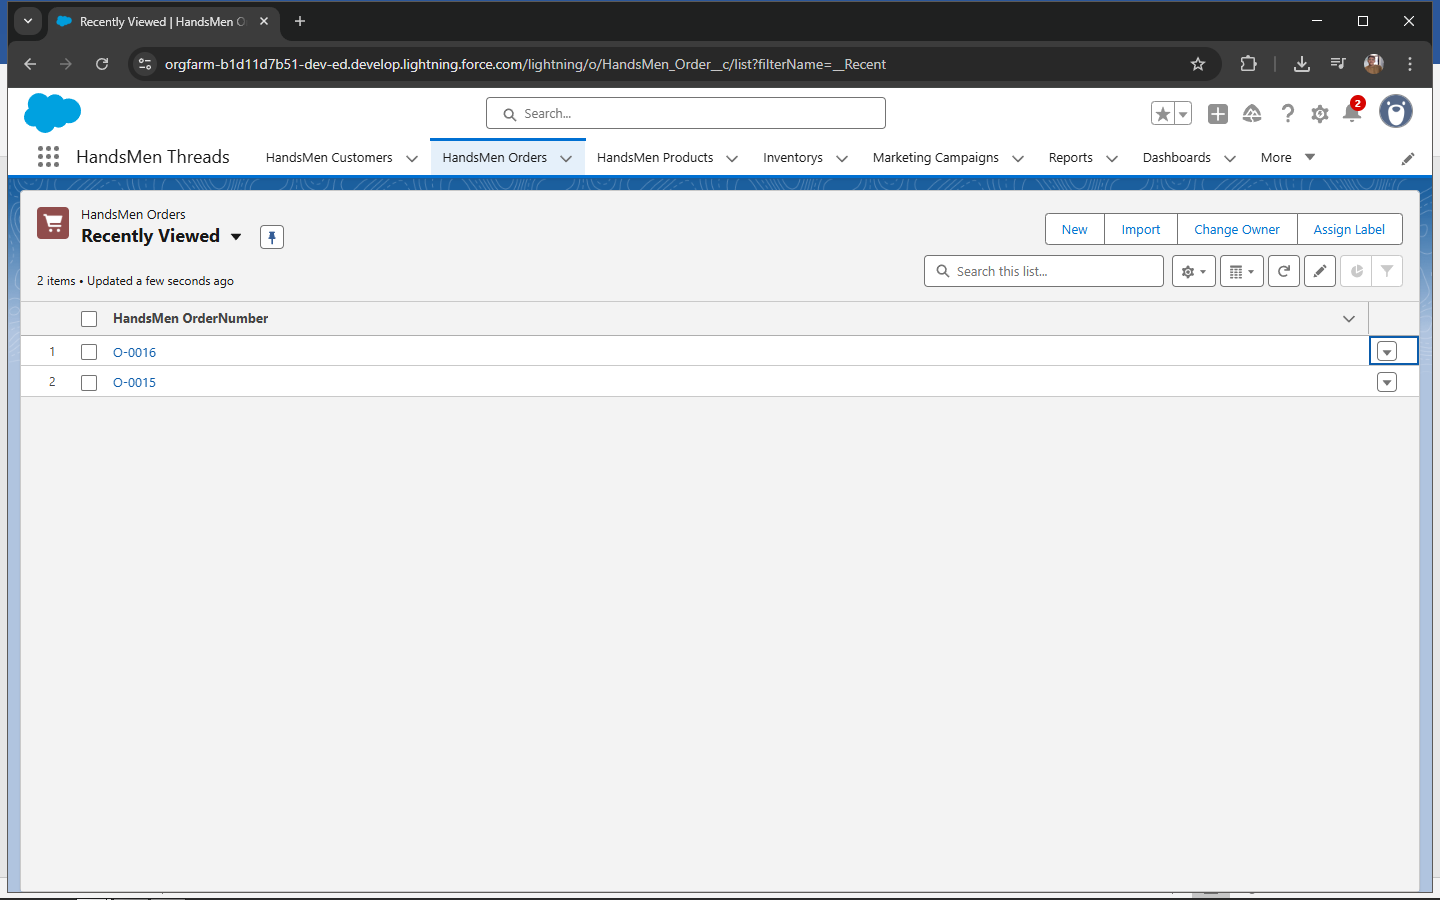 Recently Viewed | HandsMen O
orgfarm-b1d11d7b51-dev-ed.develop.lightning.force.com/lightning/o/HandsMen_Order__c/list?filterName=__Recent
Search...
2
HandsMen Threads
HandsMen Customers
HandsMen Orders
HandsMen Products
Inventorys
Marketing Campaigns
Reports
Dashboards
More
HandsMen Orders
Recently Viewed
New
Import
Change Owner
Assign Label
2 items • Updated a few seconds ago
Search this list...
HandsMen OrderNumber
1 O-0016
2 O-0015